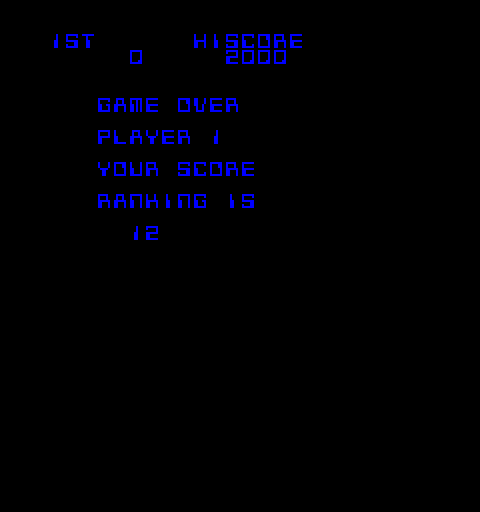 1ST HISCORE
0 2000
GAME OVER
PLAYER 1
YOUR SCORE
RANKING IS
12